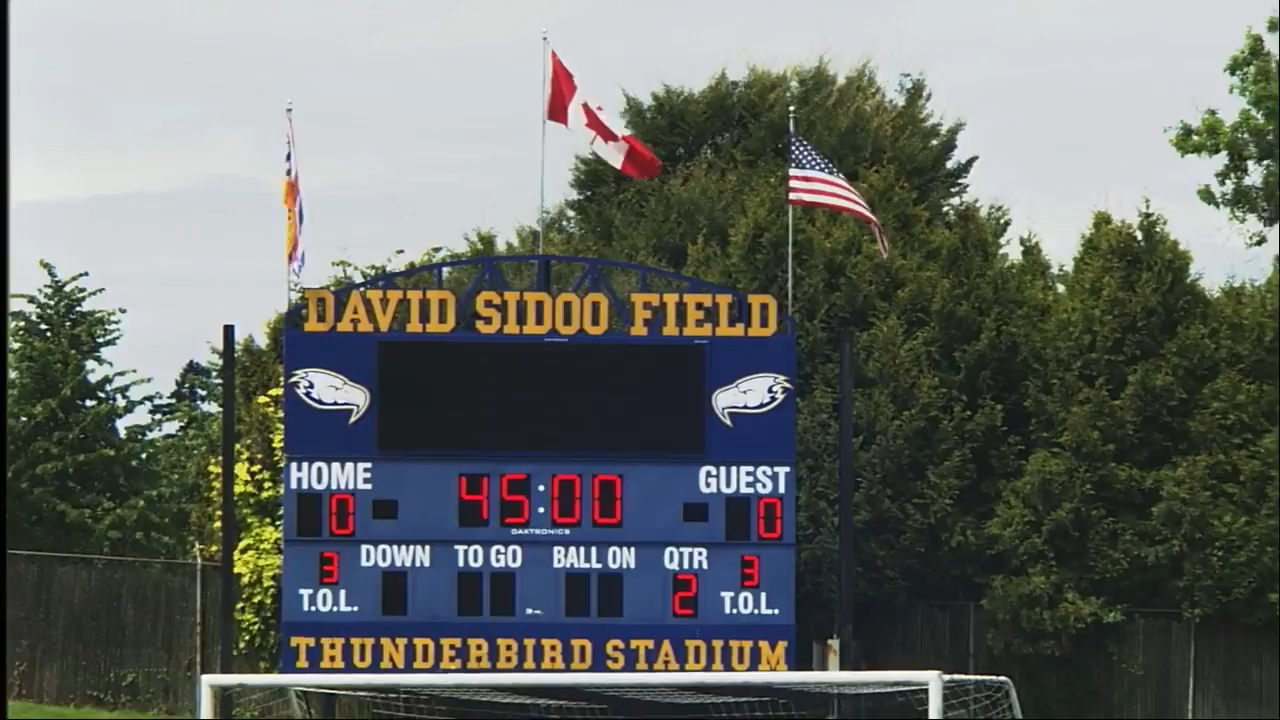 DAVID SIDOO FIELD
HOME 45:00 GUEST
0 0
DAKTRONICS
DOWN TO GO BALL ON QTR
3 2 3
T.O.L. T.O.L.
THUNDERBIRD STADIUM